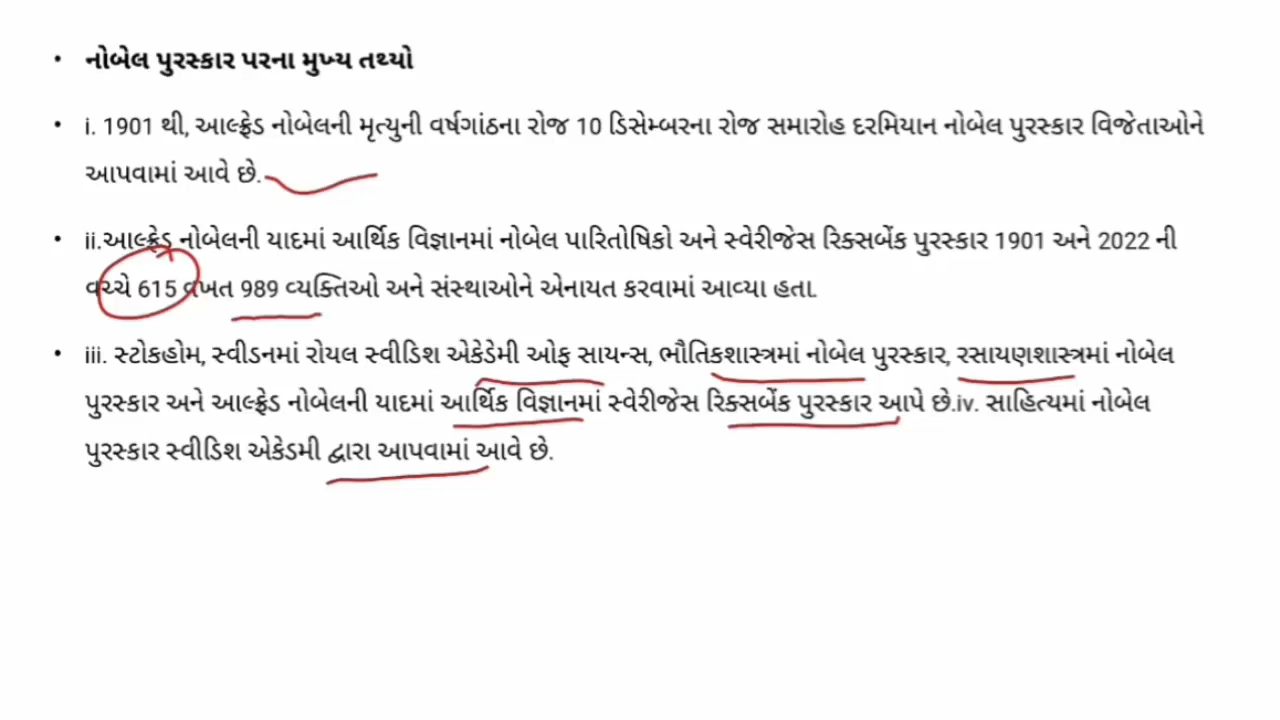 • નોબેલ પુરસ્કાર પરના મુખ્ય તથ્યો
• i. 1901 થી, આલ્ફ્રેડ નોબેલની મૃત્યુની વર્ષગાંઠના રોજ 10 ડિસેમ્બરના રોજ સમારોહ દરમિયાન નોબેલ પુરસ્કાર વિજેતાઓને
આપવામાં આવે છે.
• ii.આલ્ફ્રેડ નોબેલની યાદમાં આર્થિક વિજ્ઞાનમાં નોબેલ પારિતોષિકો અને સ્વેરીજેસ રિક્સબેંક પુરસ્કાર 1901 અને 2022 ની
વચ્ચે 615 વખત 989 વ્યક્તિઓ અને સંસ્થાઓને એનાયત કરવામાં આવ્યા હતા.
• iii. સ્ટોકહોમ, સ્વીડનમાં રોયલ સ્વીડિશ એકેડેમી ઓફ સાયન્સ, ભૌતિકશાસ્ત્રમાં નોબેલ પુરસ્કાર, રસાયણશાસ્ત્રમાં નોબેલ
પુરસ્કાર અને આલ્ફ્રેડ નોબેલની યાદમાં આર્થિક વિજ્ઞાનમાં સ્વેરીજેસ રિક્સબેંક પુરસ્કાર આપે છે.iv. સાહિત્યમાં નોબેલ
પુરસ્કાર સ્વીડિશ એકેડમી દ્વારા આપવામાં આવે છે.